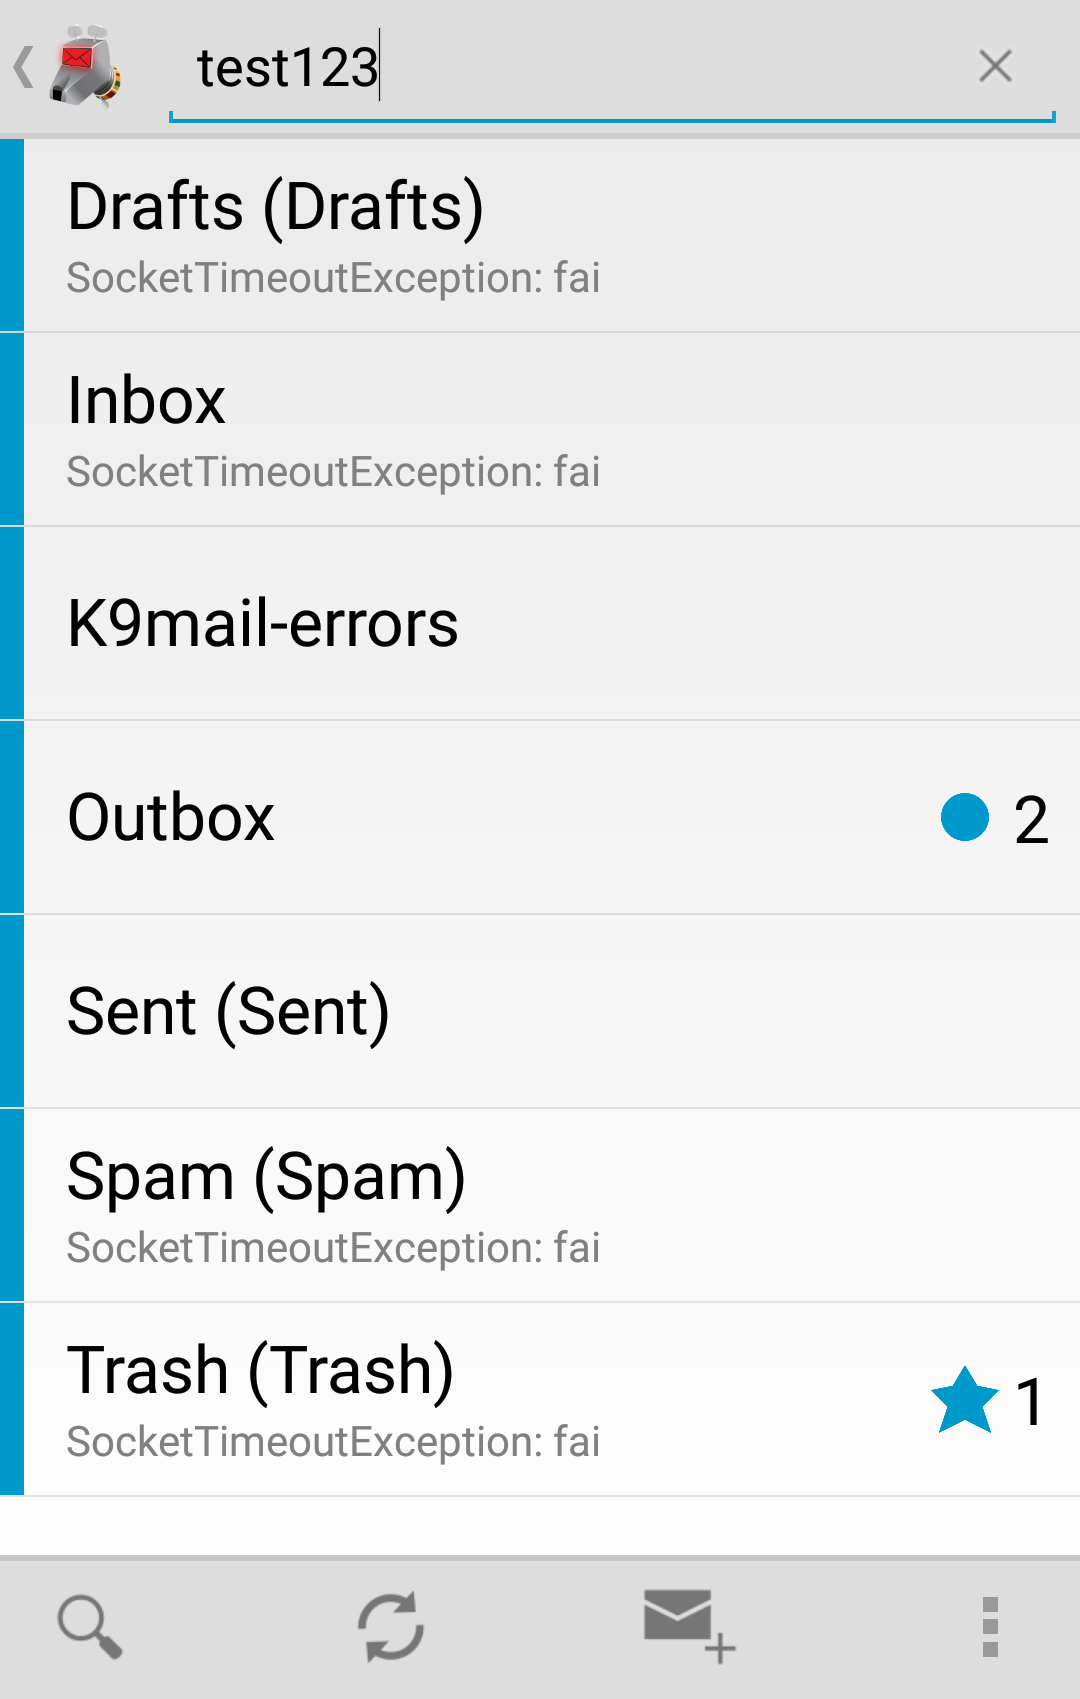 test123
Drafts (Drafts)
SocketTimeoutException: fai
Inbox
SocketTimeoutException: fai
K9mail-errors
Outbox 2
Sent (Sent)
Spam (Spam)
SocketTimeoutException: fai
Trash (Trash) 1
SocketTimeoutException: fai